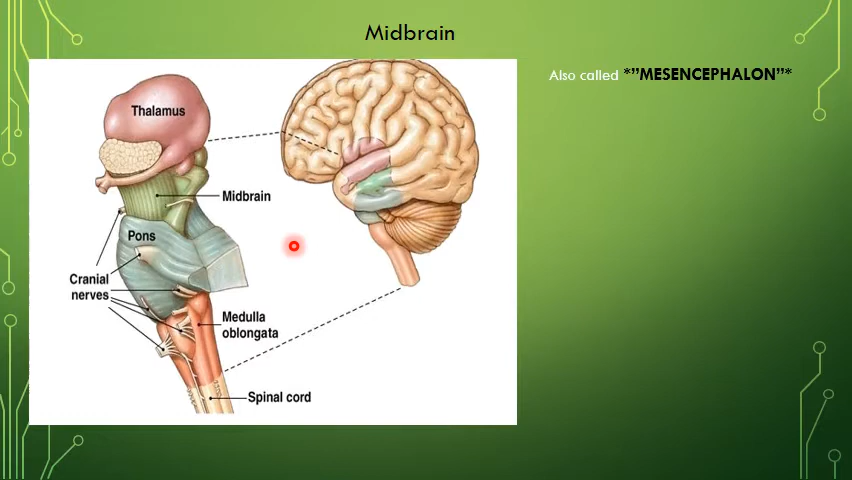 Midbrain
Also called *”MESENCEPHALON”*
Thalamus
Midbrain
Pons
Cranial
nerves
Medulla
oblongata
Spinal cord